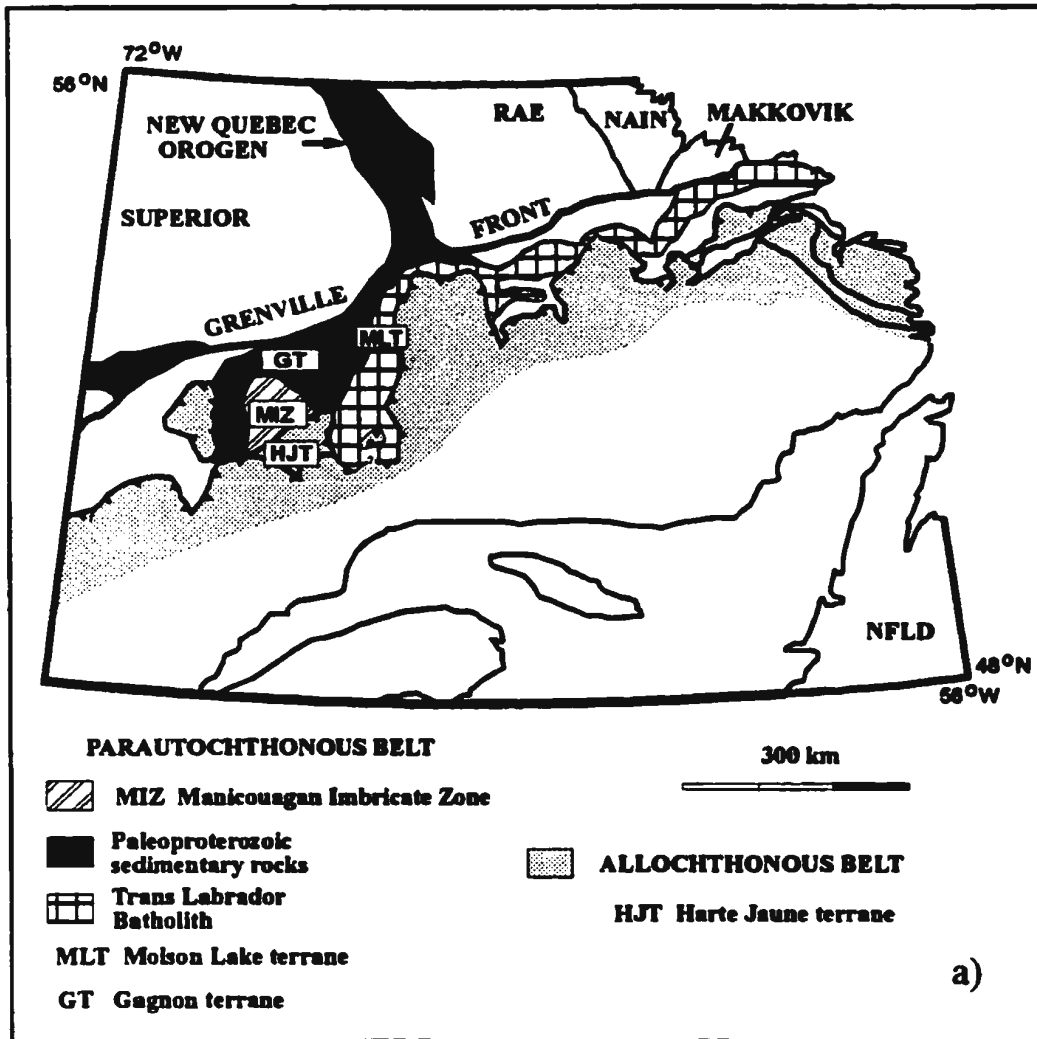 72°W
56°N
NEW QUEBEC
OROGEN
RAE
NAIN
MAKKOVIK
SUPERIOR
FRONT
GRENVILLE
MLT
GT
MIZ
HJT
NFLD
48°N
56°W
PARAUTOCHTHONOUS BELT
300 km
MIZ Manicouagan Imbricate Zone
Paleoproterozoic
sedimentary rocks
ALLOCHTHONOUS BELT
Trans Labrador
Batholith
HJT Harte Jaune terrane
MLT Molson Lake terrane
GT Gagnon terrane
a)